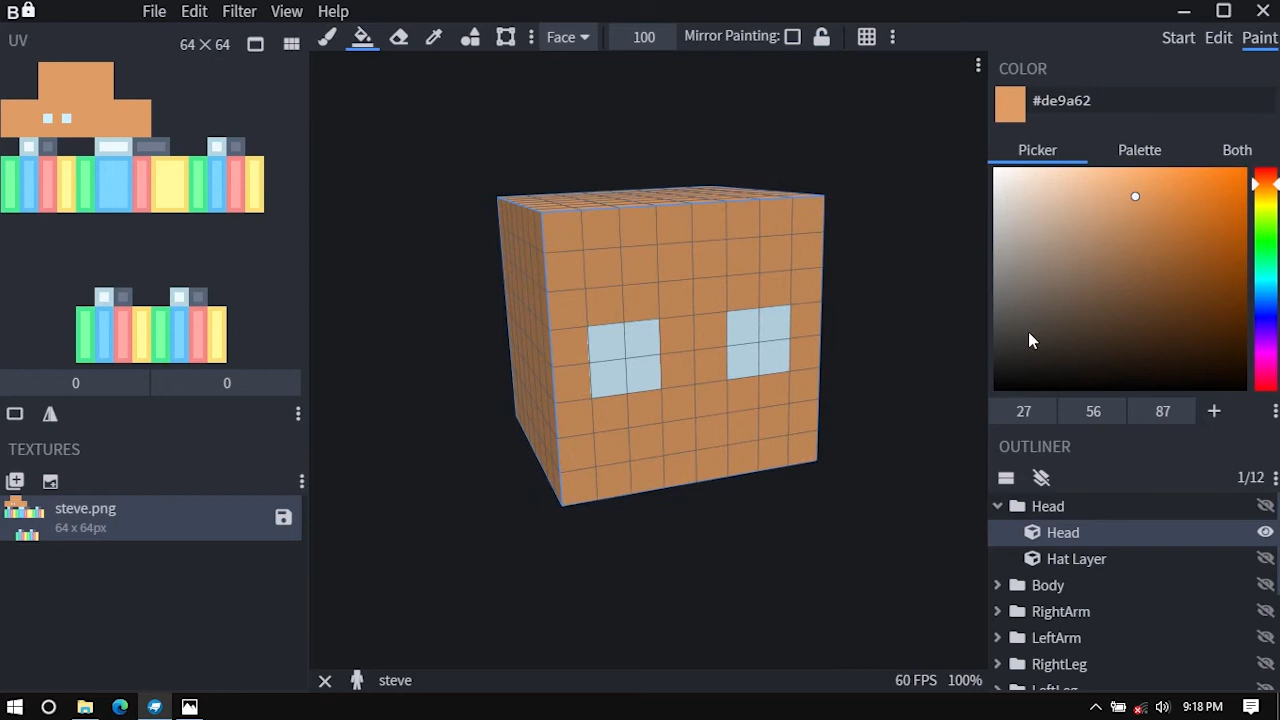 B File Edit Filter View Help
UV 64 × 64
Face 100 Mirror Painting:
Start Edit Paint
COLOR
#de9a62
Picker Palette Both
27 56 87
0 0
TEXTURES
steve.png
64 x 64px
OUTLINER
1/12
Head
Head
Hat Layer
Body
RightArm
LeftArm
RightLeg
LeftLeg
steve 60 FPS 100%
9:18 PM